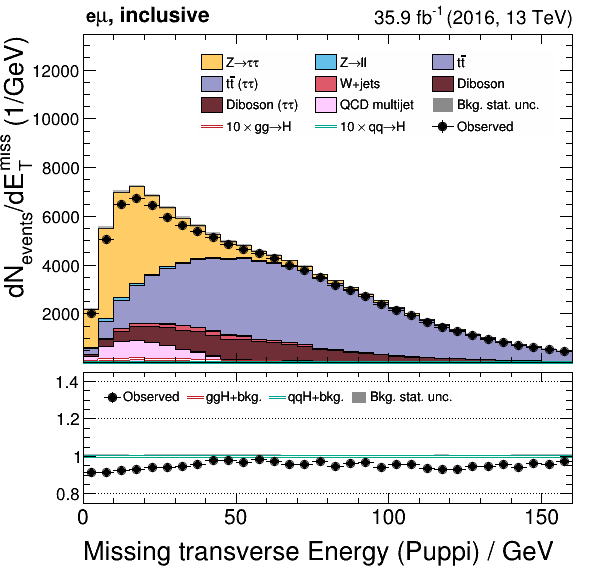 eμ, inclusive 35.9 fb⁻¹ (2016, 13 TeV)
dN_events/dE_T^miss (1/GeV)
12000
10000
8000
6000
4000
2000
Z→ττ Z→ll tt̄
tt̄ (ττ) W+jets Diboson
Diboson (ττ) QCD multijet Bkg. stat. unc.
10 × gg→H 10 × qq→H Observed
1.4
1.2
1
0.8
Observed ggH+bkg. qqH+bkg. Bkg. stat. unc.
0 50 100 150
Missing transverse Energy (Puppi) / GeV